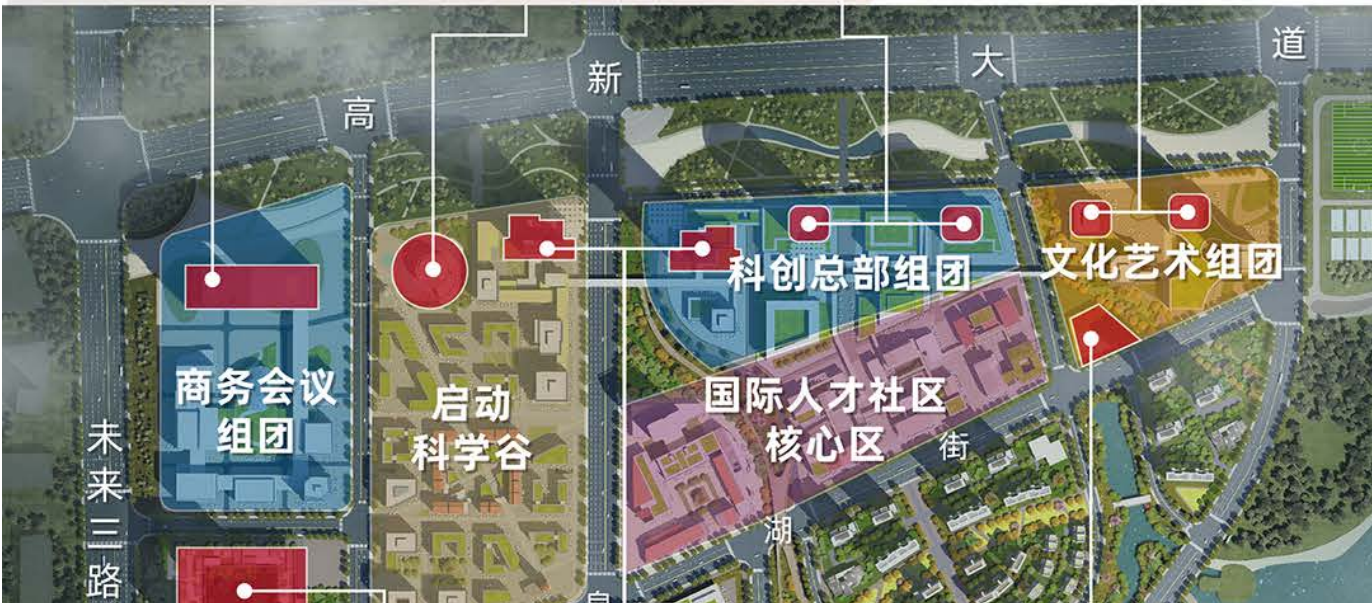 高新大道
未来三路
商务会议
组团
启动
科学谷
科创总部组团
文化艺术组团
国际人才社区
核心区
湖街